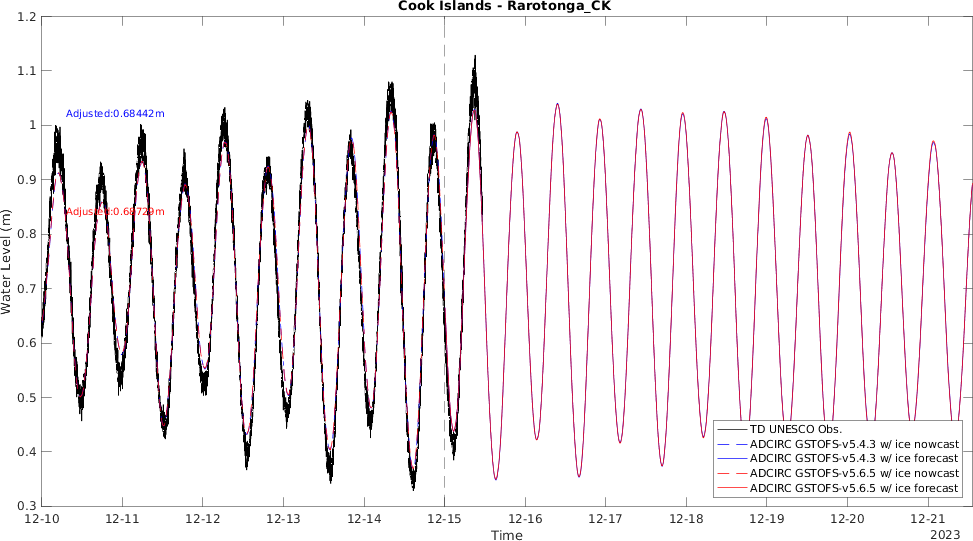 Cook Islands - Rarotonga_CK
1.2
1.1
1
0.9
0.8
0.7
0.6
0.5
0.4
0.3
Water Level (m)
Adjusted:0.68442m
Adjusted:0.68729m
12-10
12-11
12-12
12-13
12-14
12-15
12-16
12-17
12-18
12-19
12-20
12-21
2023
Time
TD UNESCO Obs.
ADCIRC GSTOFS-v5.4.3 w/ ice nowcast
ADCIRC GSTOFS-v5.4.3 w/ ice forecast
ADCIRC GSTOFS-v5.6.5 w/ ice nowcast
ADCIRC GSTOFS-v5.6.5 w/ ice forecast